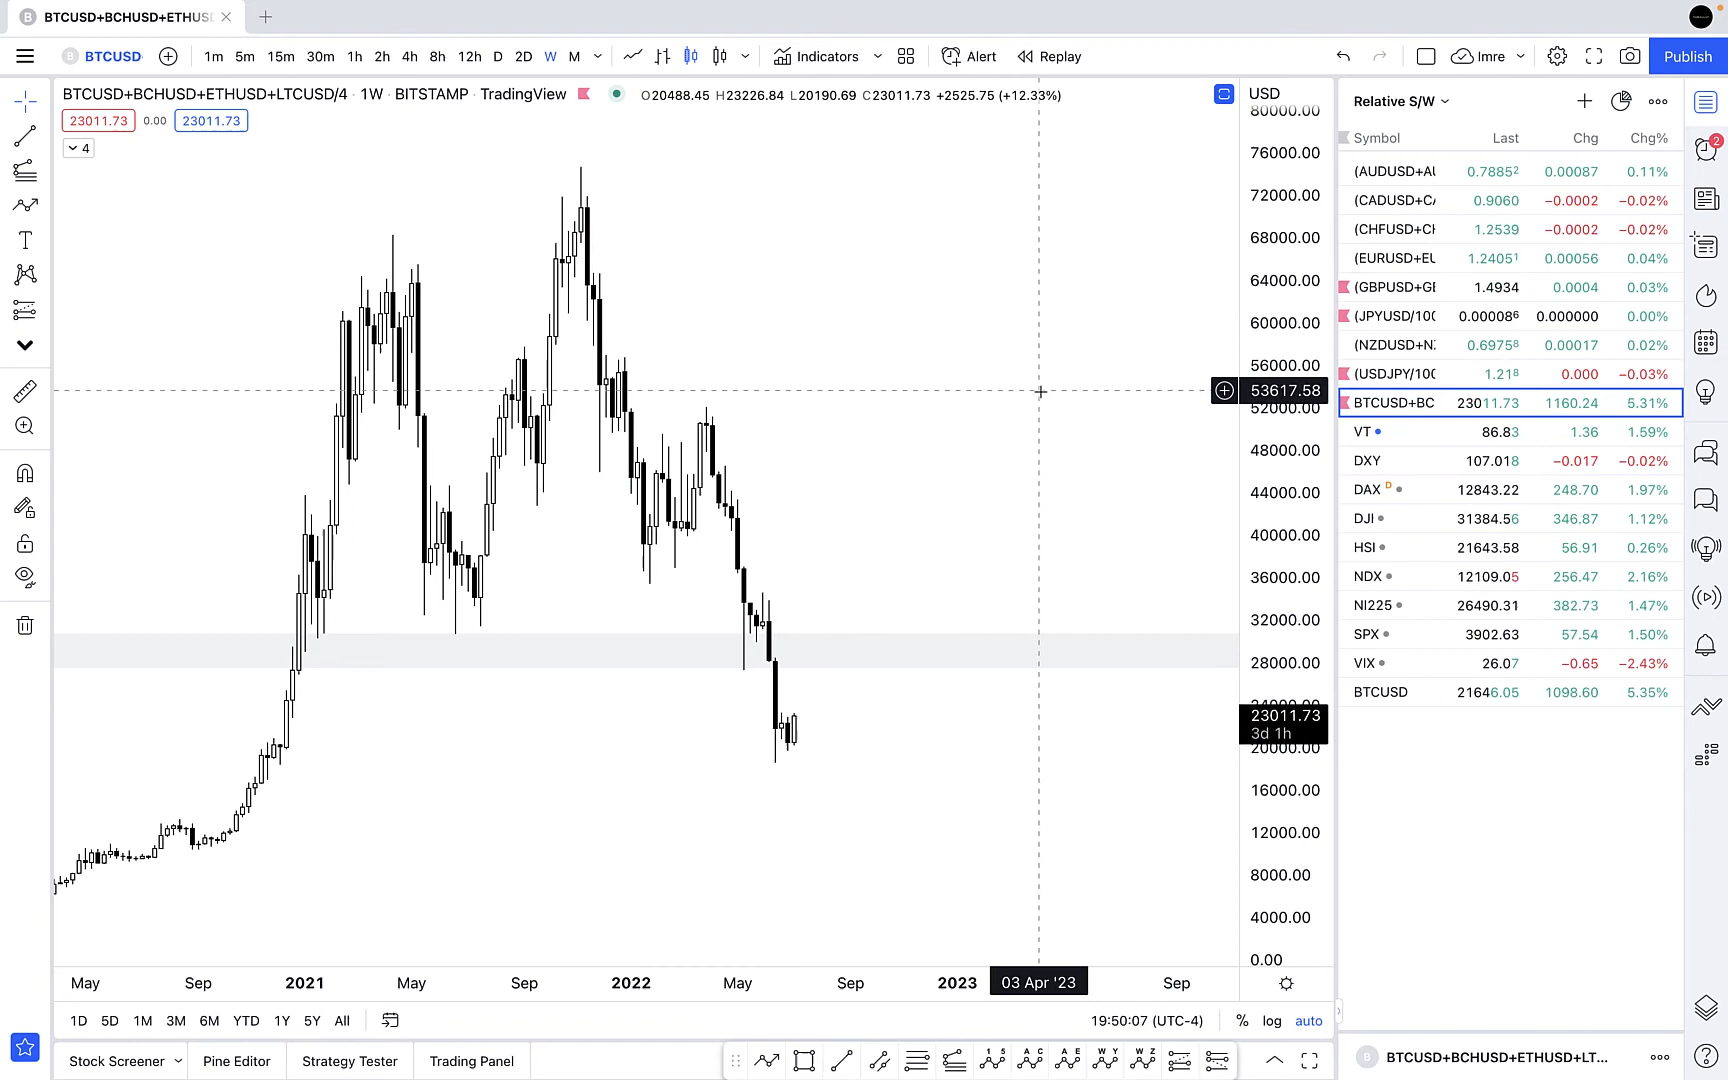 BTCUSD+BCHUSD+ETHUSD
BTCUSD 1m 5m 15m 30m 1h 2h 4h 8h 12h D 2D W M Indicators Alert Replay Imre Publish
BTCUSD+BCHUSD+ETHUSD+LTCUSD/4 · 1W · BITSTAMP · TradingView O20488.45 H23226.84 L20190.69 C23011.73 +2525.75 (+12.33%)
23011.73 0.00 23011.73
4
USD
80000.00
76000.00
72000.00
68000.00
64000.00
60000.00
56000.00
53617.58
52000.00
48000.00
44000.00
40000.00
36000.00
32000.00
28000.00
24000.00
23011.73
3d 1h
20000.00
16000.00
12000.00
8000.00
4000.00
0.00
May Sep 2021 May Sep 2022 May Sep 2023 03 Apr '23 Sep
1D 5D 1M 3M 6M YTD 1Y 5Y All 19:50:07 (UTC-4) % log auto
Stock Screener Pine Editor Strategy Tester Trading Panel
1 5 A C A E W Y W Z
Relative S/W
Symbol Last Chg Chg%
(AUDUSD+AU 0.78852 0.00087 0.11%
(CADUSD+CA 0.9060 −0.0002 −0.02%
(CHFUSD+CH 1.2539 −0.0002 −0.02%
(EURUSD+EU 1.24051 0.00056 0.04%
(GBPUSD+GB 1.4934 0.0004 0.03%
(JPYUSD/100 0.000086 0.000000 0.00%
(NZDUSD+NZ 0.69758 0.00017 0.02%
(USDJPY/100 1.218 0.000 −0.03%
BTCUSD+BC 23011.73 1160.24 5.31%
VT 86.83 1.36 1.59%
DXY 107.018 −0.017 −0.02%
DAX D 12843.22 248.70 1.97%
DJI 31384.56 346.87 1.12%
HSI 21643.58 56.91 0.26%
NDX 12109.05 256.47 2.16%
NI225 26490.31 382.73 1.47%
SPX 3902.63 57.54 1.50%
VIX 26.07 −0.65 −2.43%
BTCUSD 21646.05 1098.60 5.35%
BTCUSD+BCHUSD+ETHUSD+LT...
2